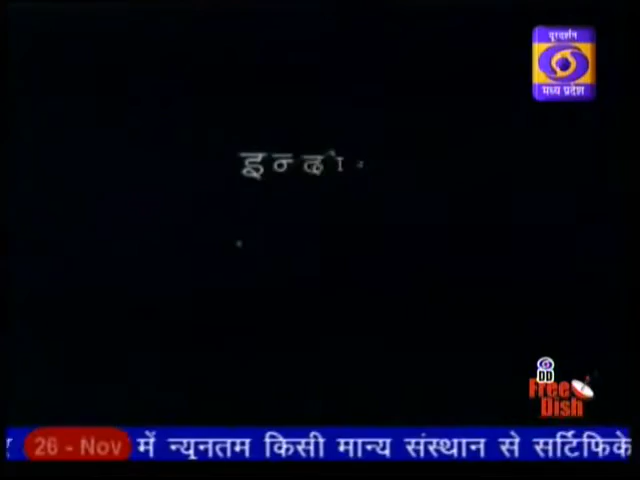 दूरदर्शन
मध्य प्रदेश
DD
Free
Dish
26 - Nov में न्यूनतम किसी मान्य संस्थान से सर्टिफिके